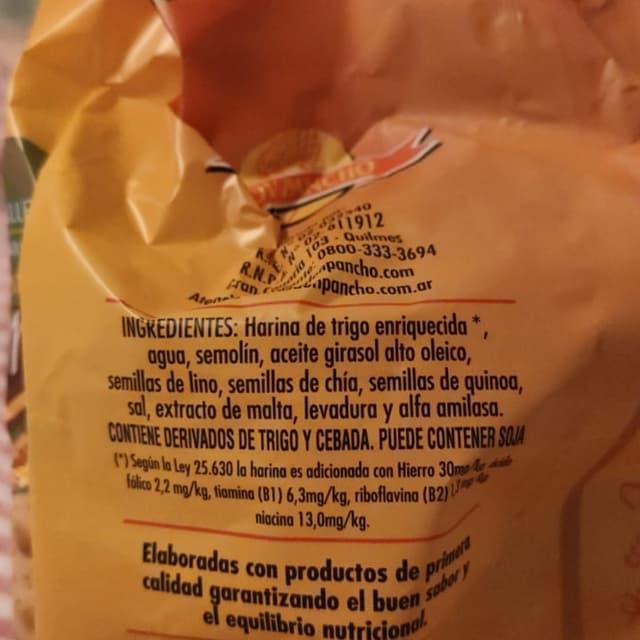 611912
103 - Quilmes
0800-333-3694
pancho.com
pancho.com.ar
INGREDIENTES: Harina de trigo enriquecida *,
agua, semolín, aceite girasol alto oleico,
semillas de lino, semillas de chía, semillas de quinoa,
sal, extracto de malta, levadura y alfa amilasa.
CONTIENE DERIVADOS DE TRIGO Y CEBADA. PUEDE CONTENER SOJA
(*) Según la Ley 25.630 la harina es adicionada con Hierro 30mg/kg ácido
fólico 2,2 mg/kg, tiamina (B1) 6,3mg/kg, riboflavina (B2)
niacina 13,0mg/kg.
Elaboradas con productos de primera
calidad garantizando el buen sabor y
el equilibrio nutricional.